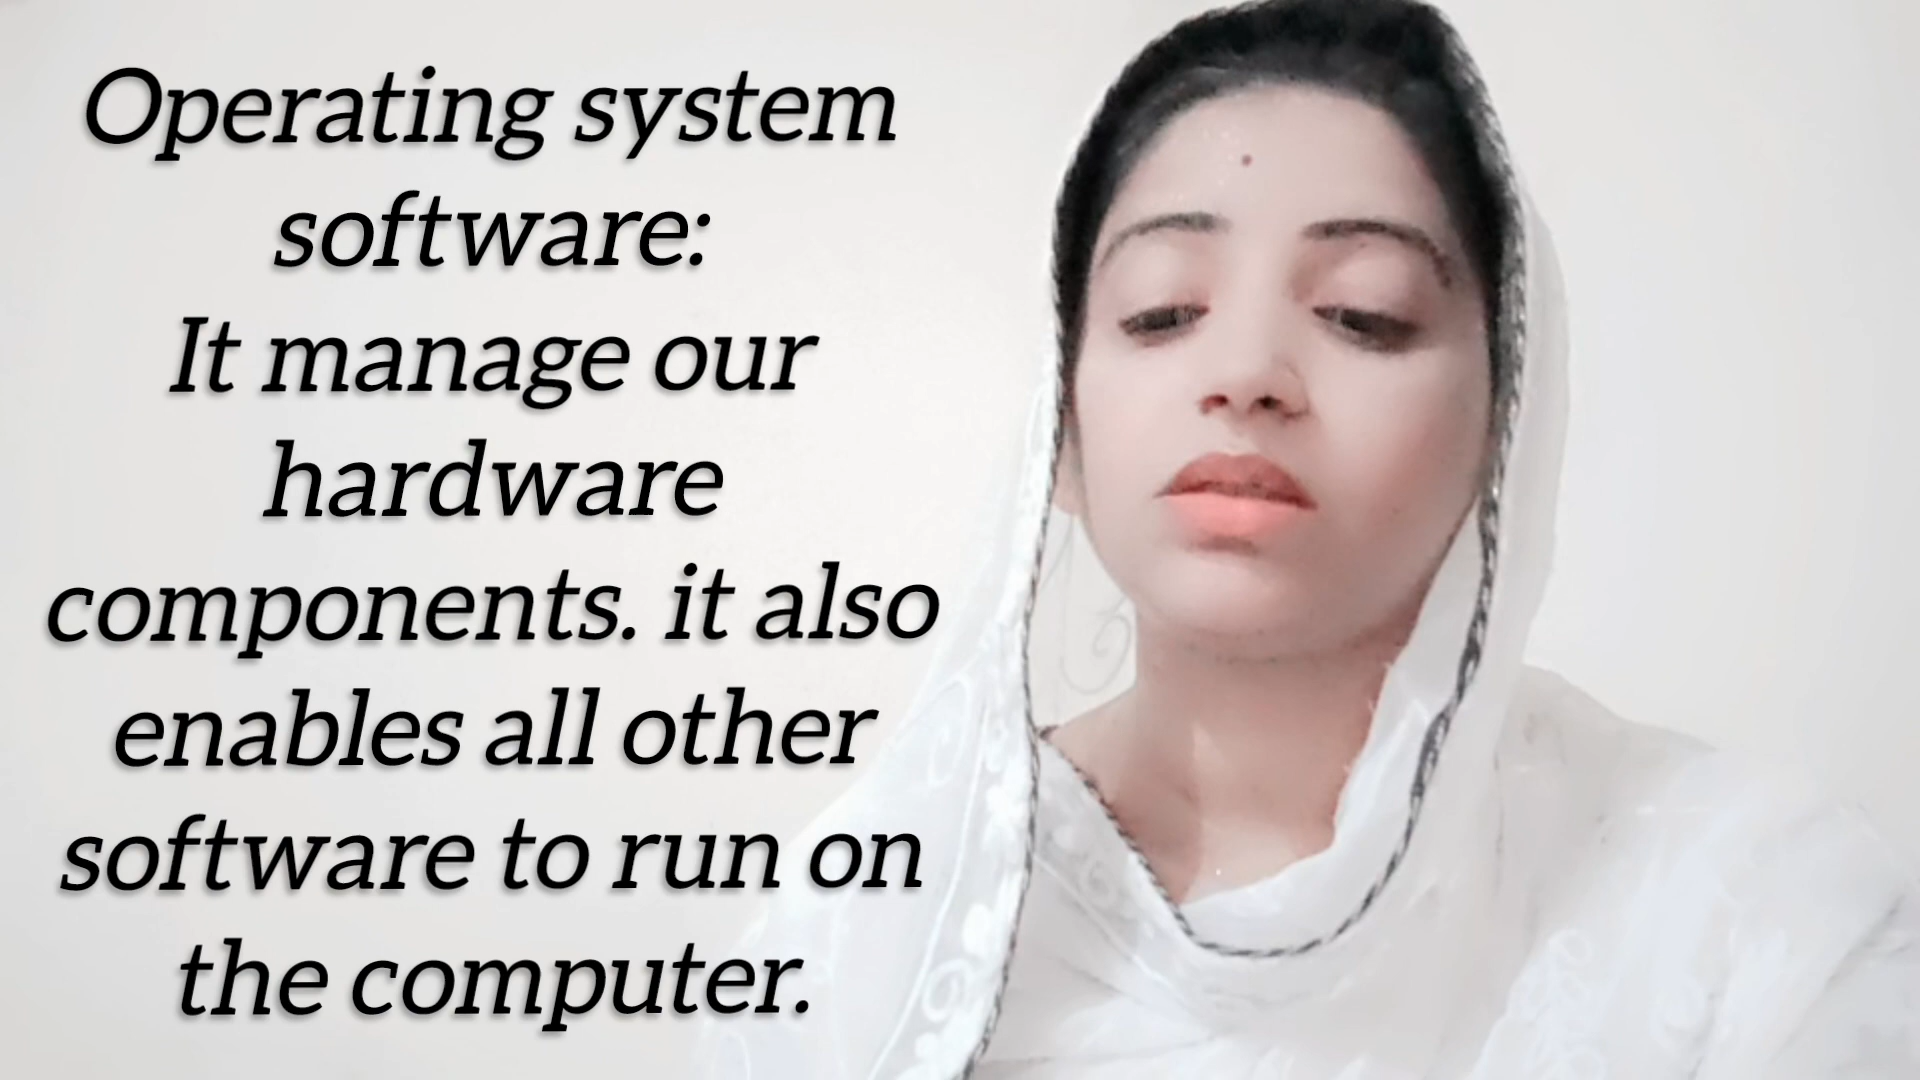 Operating system
software:
It manage our
hardware
components. it also
enables all other
software to run on
the computer.